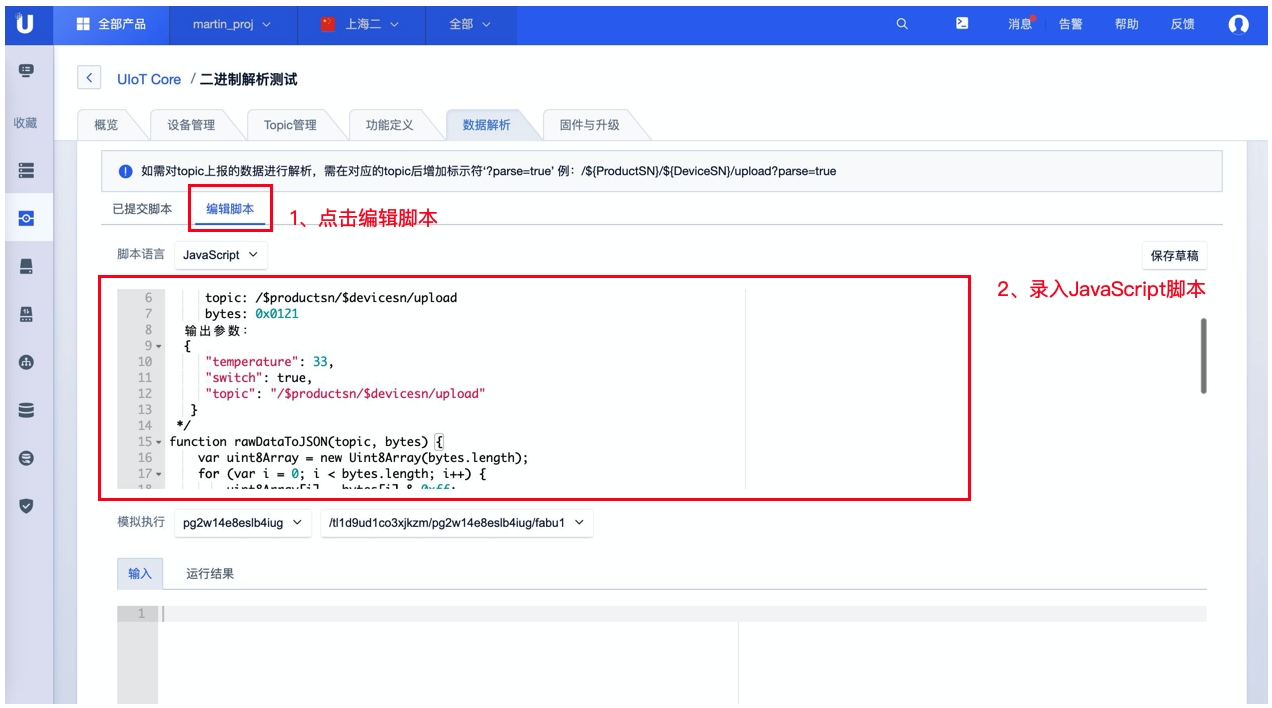 全部产品 martin_proj 上海二 全部 消息 告警 帮助 反馈
收藏
UIoT Core / 二进制解析测试
概览 设备管理 Topic管理 功能定义 数据解析 固件与升级
如需对topic上报的数据进行解析，需在对应的topic后增加标示符‘?parse=true’ 例：/${ProductSN}/${DeviceSN}/upload?parse=true
已提交脚本 编辑脚本
1、点击编辑脚本
脚本语言 JavaScript 保存草稿
2、录入JavaScript脚本
6 topic: /$productsn/$devicesn/upload
7 bytes: 0x0121
8 输出参数:
9 {
10 "temperature": 33,
11 "switch": true,
12 "topic": "/$productsn/$devicesn/upload"
13 }
14 */
15 function rawDataToJSON(topic, bytes) {
16 var uint8Array = new Uint8Array(bytes.length);
17 for (var i = 0; i < bytes.length; i++) {
模拟执行 pg2w14e8eslb4iug /tl1d9ud1co3xjkzm/pg2w14e8eslb4iug/fabu1
输入 运行结果
1